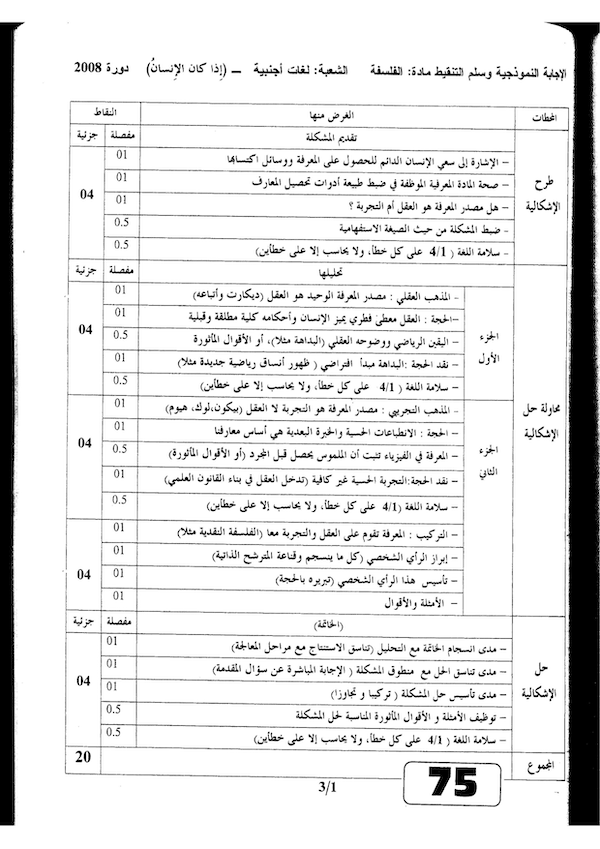 الإجابة النموذجية وسلم التنقيط مادة: الفلسفة الشعبة: لغات أجنبية – (إذا كان الإنسانُ) دورة 2008
المحطات الغرض منها النقاط
تقديم المشكلة مفصلة جزئية
طرح الإشكالية
– الإشارة إلى سعي الإنسان الدائم للحصول على المعرفة ووسائل اكتسابها 01
– صحة المادة المعرفية الموظفة في ضبط طبيعة أدوات تحصيل المعارف 01
– هل مصدر المعرفة هو العقل أم التجربة ؟ 01
– ضبط المشكلة من حيث الصيغة الاستفهامية 0.5
– سلامة اللغة ( 4/1 على كل خطأ، ولا يحاسب إلا على خطأين) 0.5
04
تحليلها مفصلة جزئية
محاولة حل الإشكالية
الجزء الأول
– المذهب العقلي : مصدر المعرفة الوحيد هو العقل (ديكارت وأتباعه) 01
–الحجة : العقل معطى فطري يميز الإنسان وأحكامه كلية مطلقة وقبلية 01
– اليقين الرياضي ووضوحه العقلي (البداهة مثلا)، أو الأقوال المأثورة 0.5
– نقد الحجة :البداهة مبدأ افتراضي ( ظهور أنساق رياضية جديدة مثلا) 01
– سلامة اللغة ( 4/1 على كل خطأ، ولا يحاسب إلا على خطأين) 0.5
04
الجزء الثاني
– المذهب التجريبي : مصدر المعرفة هو التجربة لا العقل (بيكون،لوك، هيوم) 01
– الحجة : الانطباعات الحسية والخبرة البعدية هي أساس معارفنا 01
– المعرفة في الفيزياء تثبت أن الملموس يحصل قبل المجرد (أو الأقوال المأثورة) 0.5
– نقد الحجة:التجربة الحسية غير كافية (تدخل العقل في بناء القانون العلمي) 01
– سلامة اللغة ( 4/1 على كل خطأ، ولا يحاسب إلا على خطأين) 0.5
04
– التركيب : المعرفة تقوم على العقل والتجربة معا (الفلسفة النقدية مثلا) 01
– إبراز الرأي الشخصي (كل ما ينسجم وقناعة المترشح الذاتية) 01
– تأسيس هذا الرأي الشخصي (تبريره بالحجة) 01
– الأمثلة والأقوال 01
04
(الخاتمة) مفصلة جزئية
حل الإشكالية
– مدى انسجام الخاتمة مع التحليل (تناسق الاستنتاج مع مراحل المعالجة) 01
– مدى تناسق الحل مع منطوق المشكلة ( الإجابة المباشرة عن سؤال المقدمة) 01
– مدى تأسيس حل المشكلة ( تركيبا و تجاوزا) 01
– توظيف الأمثلة و الأقوال المأثورة المناسبة لحل المشكلة 0.5
– سلامة اللغة ( 4/1 على كل خطأ، ولا يحاسب إلا على خطأين) 0.5
04
المجموع 20
75
3/1